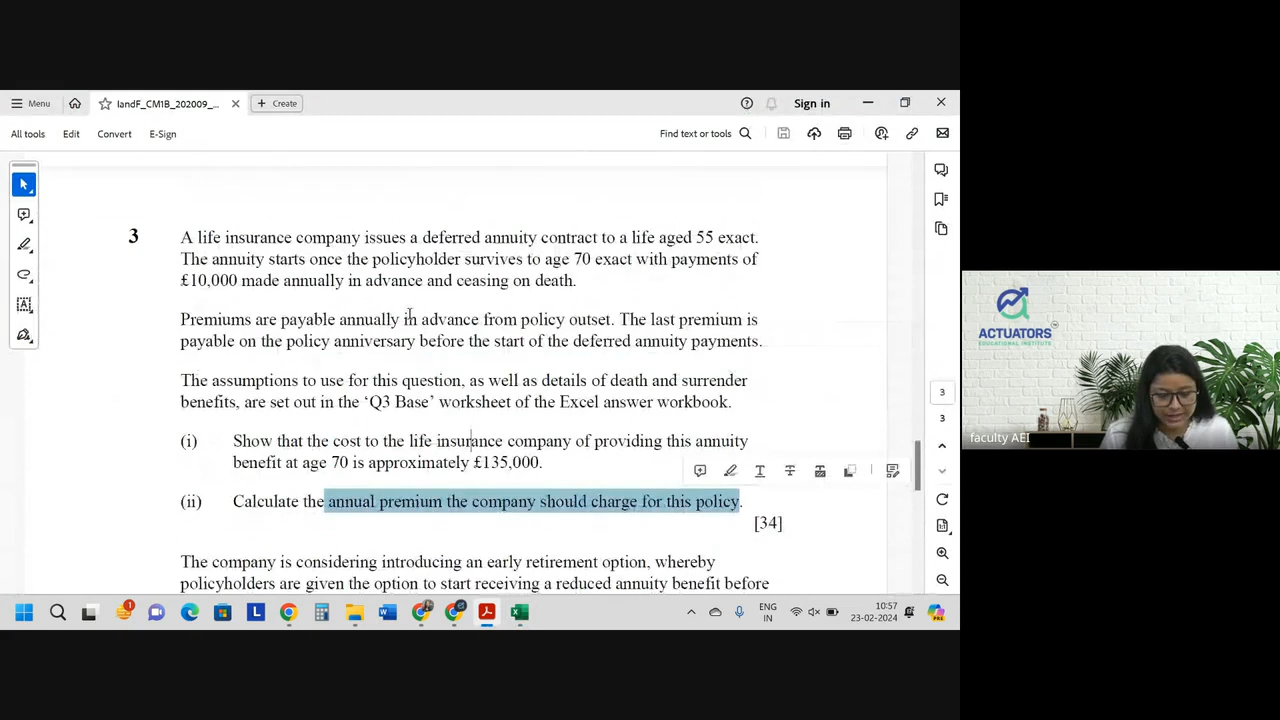 Menu
IandF_CM1B_202009_...
Create
Sign in
All tools
Edit
Convert
E-Sign
Find text or tools
3 A life insurance company issues a deferred annuity contract to a life aged 55 exact.
The annuity starts once the policyholder survives to age 70 exact with payments of
£10,000 made annually in advance and ceasing on death.
Premiums are payable annually in advance from policy outset. The last premium is
payable on the policy anniversary before the start of the deferred annuity payments.
The assumptions to use for this question, as well as details of death and surrender
benefits, are set out in the ‘Q3 Base’ worksheet of the Excel answer workbook.
(i) Show that the cost to the life insurance company of providing this annuity
benefit at age 70 is approximately £135,000.
(ii) Calculate the annual premium the company should charge for this policy.
[34]
The company is considering introducing an early retirement option, whereby
policyholders are given the option to start receiving a reduced annuity benefit before
3
3
ACTUATORS
EDUCATIONAL INSTITUTE
faculty AEI
ENG
IN
10:57
23-02-2024